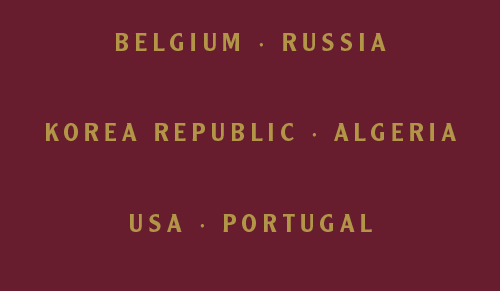 BELGIUM · RUSSIA
KOREA REPUBLIC · ALGERIA
USA · PORTUGAL